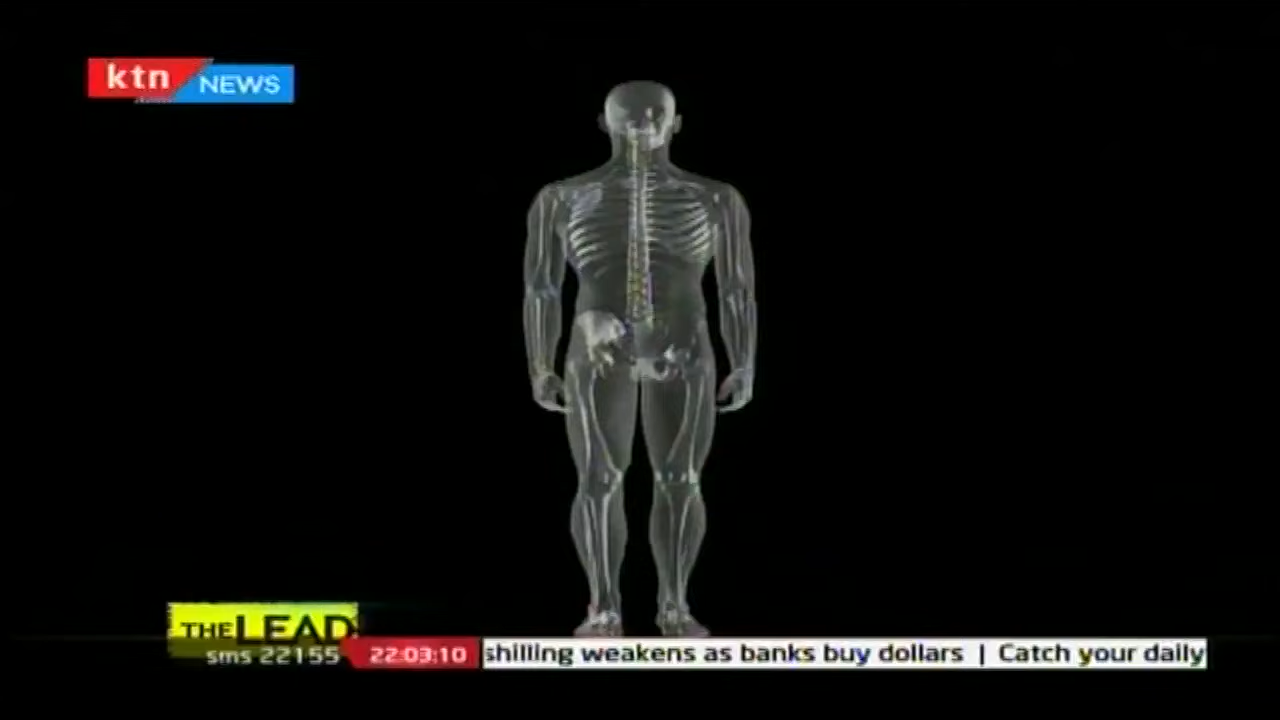 ktn NEWS
THE LEAD
sms 22155
22:03:10
shilling weakens as banks buy dollars | Catch your daily